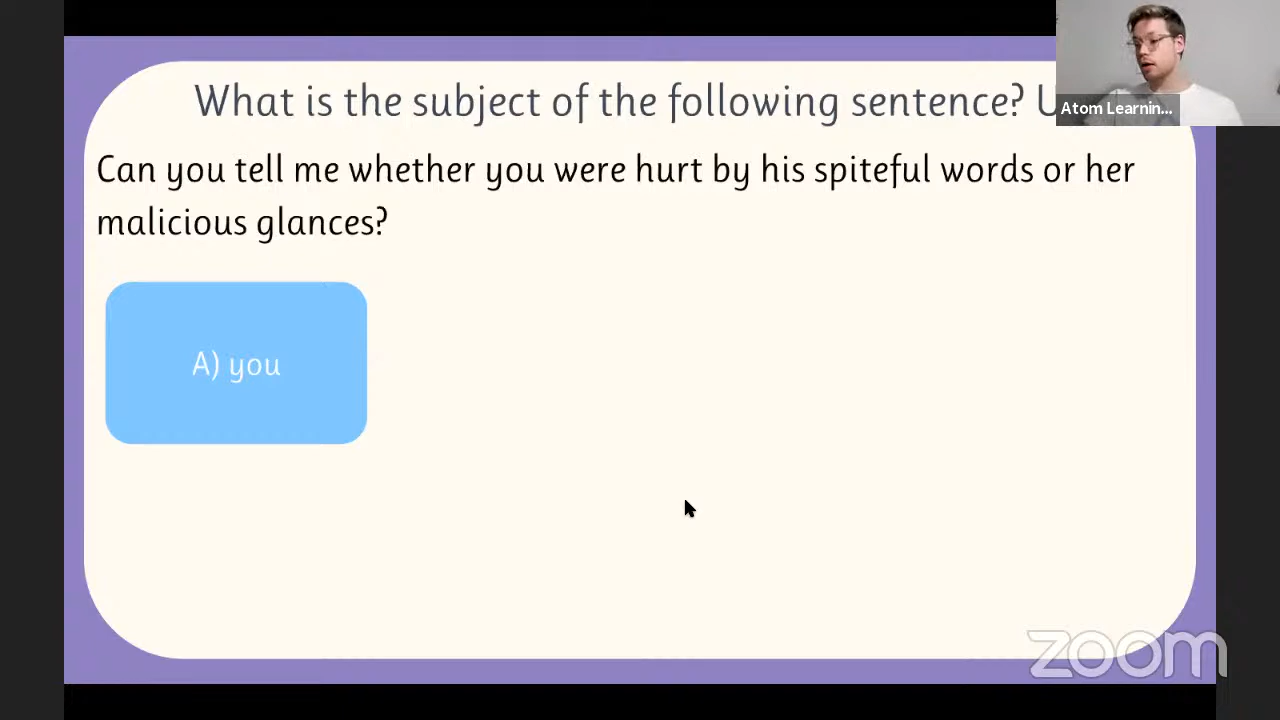 What is the subject of the following sentence? U
Atom Learnin...
Can you tell me whether you were hurt by his spiteful words or her
malicious glances?
A) you
zoom